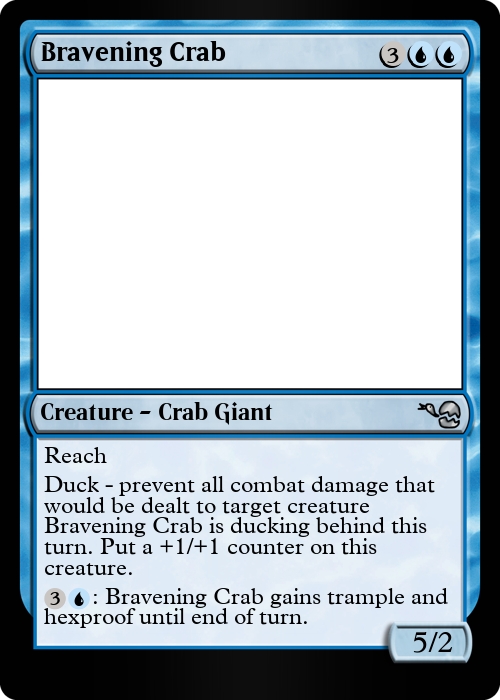 Bravening Crab 3
Creature – Crab Giant
Reach
Duck - prevent all combat damage that
would be dealt to target creature
Bravening Crab is ducking behind this
turn. Put a +1/+1 counter on this
creature.
3 : Bravening Crab gains trample and
hexproof until end of turn.
5/2